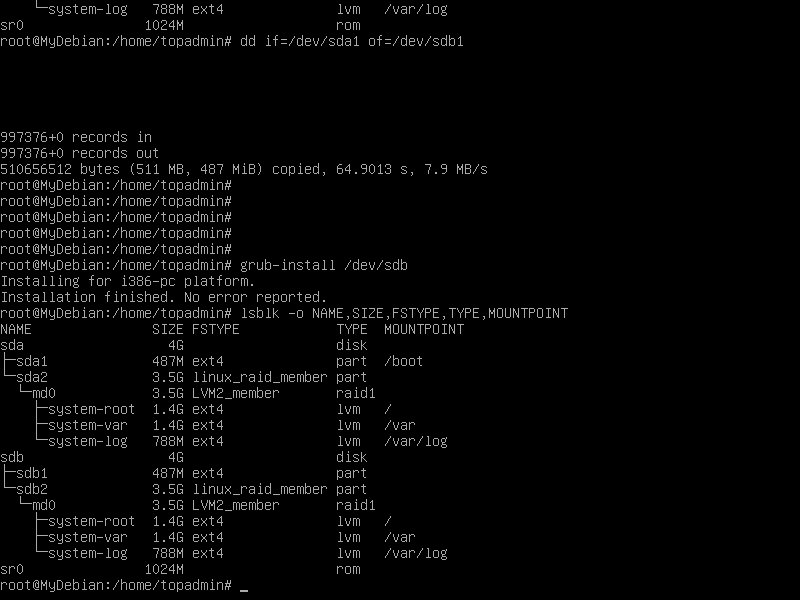 └─system-log   788M ext4              lvm   /var/log
sr0               1024M                   rom
root@MyDebian:/home/topadmin# dd if=/dev/sda1 of=/dev/sdb1
997376+0 records in
997376+0 records out
510656512 bytes (511 MB, 487 MiB) copied, 64.9013 s, 7.9 MB/s
root@MyDebian:/home/topadmin#
root@MyDebian:/home/topadmin#
root@MyDebian:/home/topadmin#
root@MyDebian:/home/topadmin#
root@MyDebian:/home/topadmin#
root@MyDebian:/home/topadmin# grub-install /dev/sdb
Installing for i386-pc platform.
Installation finished. No error reported.
root@MyDebian:/home/topadmin# lsblk -o NAME,SIZE,FSTYPE,TYPE,MOUNTPOINT
NAME               SIZE FSTYPE            TYPE  MOUNTPOINT
sda                  4G                   disk
├─sda1             487M ext4              part  /boot
└─sda2             3.5G linux_raid_member part
  └─md0            3.5G LVM2_member       raid1
    ├─system-root  1.4G ext4              lvm   /
    ├─system-var   1.4G ext4              lvm   /var
    └─system-log   788M ext4              lvm   /var/log
sdb                  4G                   disk
├─sdb1             487M ext4              part
└─sdb2             3.5G linux_raid_member part
  └─md0            3.5G LVM2_member       raid1
    ├─system-root  1.4G ext4              lvm   /
    ├─system-var   1.4G ext4              lvm   /var
    └─system-log   788M ext4              lvm   /var/log
sr0               1024M                   rom
root@MyDebian:/home/topadmin# _